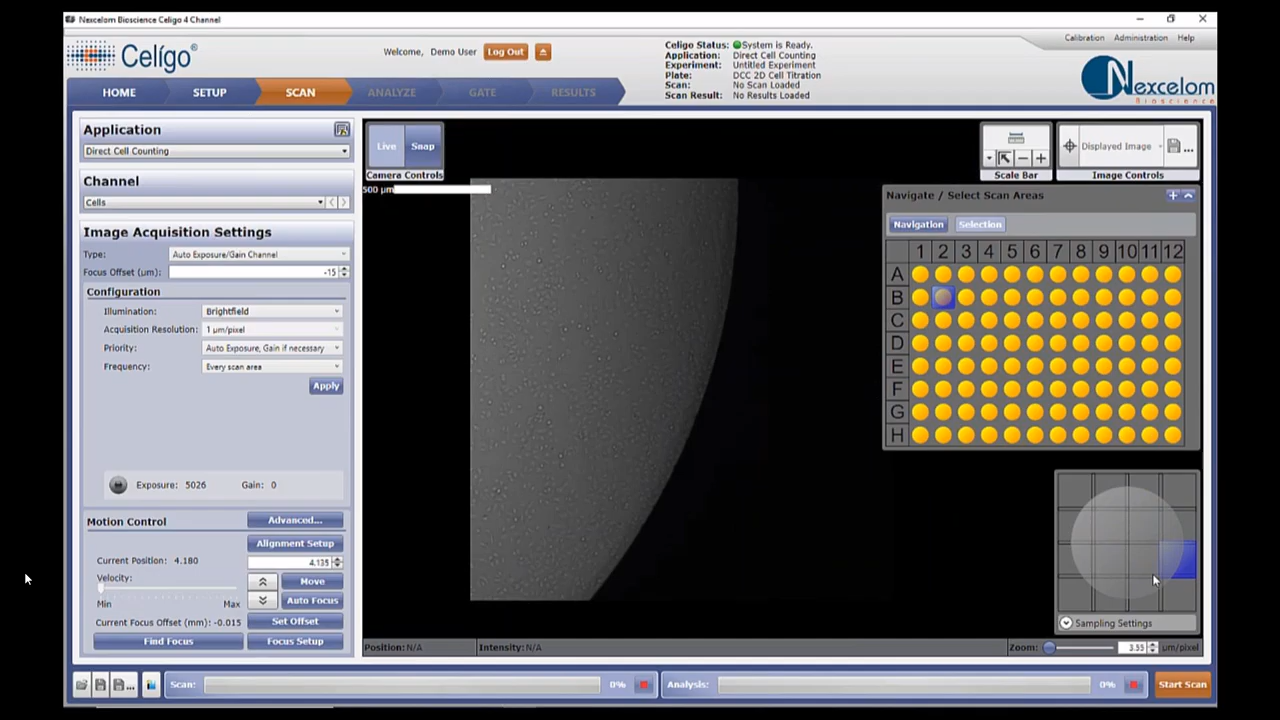 Nexcelom Bioscience Celigo 4 Channel
Celígo®
Welcome, Demo User Log Out
Celigo Status: System is Ready.
Application: Direct Cell Counting
Experiment: Untitled Experiment
Plate: DCC 2D Cell Titration
Scan: No Scan Loaded
Scan Result: No Results Loaded
Calibration Administration Help
Nexcelom
Bioscience
HOME SETUP SCAN ANALYZE GATE RESULTS
Application
Direct Cell Counting
Channel
Cells
Image Acquisition Settings
Type: Auto Exposure/Gain Channel
Focus Offset (µm): -15
Configuration
Illumination: Brightfield
Acquisition Resolution: 1 µm/pixel
Priority: Auto Exposure, Gain if necessary
Frequency: Every scan area
Apply
Exposure: 5026 Gain: 0
Motion Control Advanced...
Alignment Setup
Current Position: 4.180 4.135
Velocity: Move
Min Max Auto Focus
Current Focus Offset (mm): -0.015 Set Offset
Find Focus Focus Setup
Live Snap
Camera Controls
500 µm
Scale Bar
Displayed Image ...
Image Controls
Navigate / Select Scan Areas
Navigation Selection
1 2 3 4 5 6 7 8 9 10 11 12
A
B
C
D
E
F
G
H
Sampling Settings
Position: N/A Intensity: N/A Zoom: 3.55 µm/pixel
... Scan: 0% Analysis: 0% Start Scan